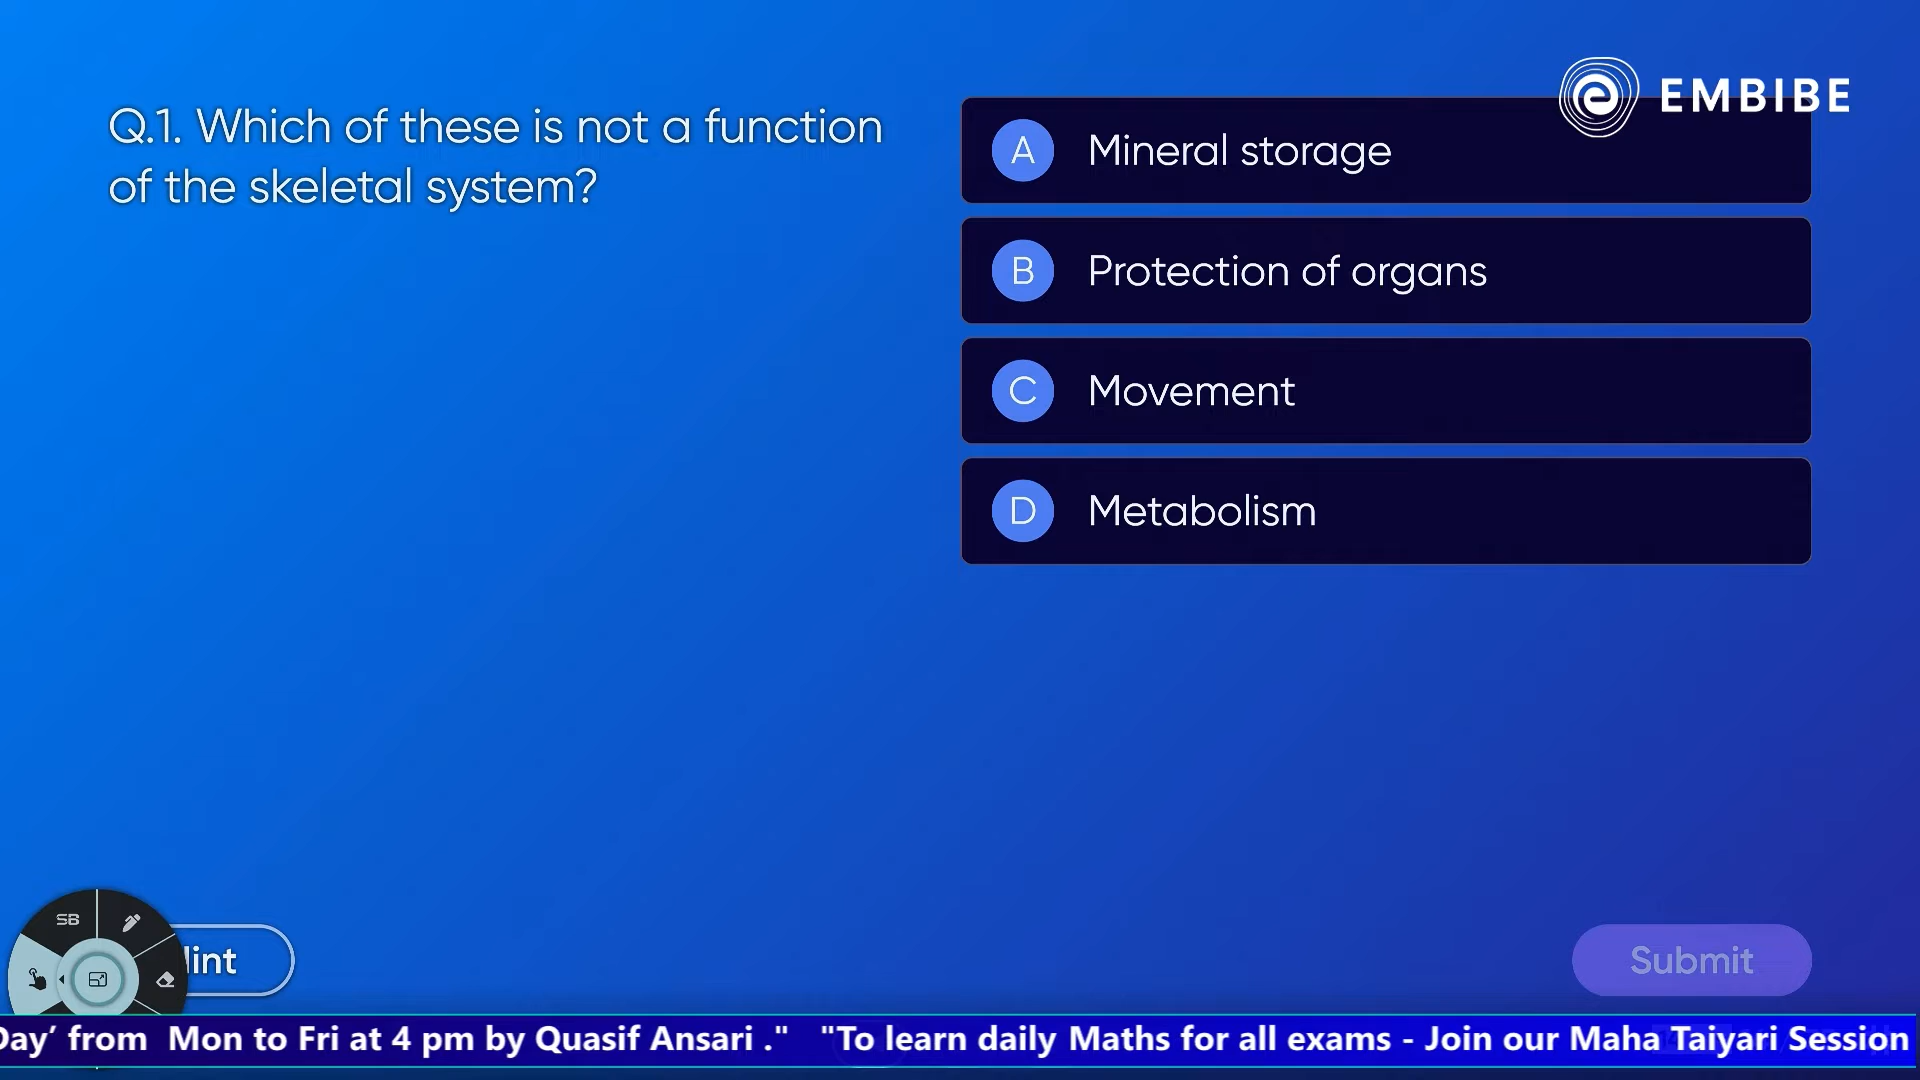 EMBIBE
Q.1. Which of these is not a function
of the skeletal system?
A Mineral storage
B Protection of organs
C Movement
D Metabolism
SB
int
Submit
Day’ from Mon to Fri at 4 pm by Quasif Ansari ." "To learn daily Maths for all exams - Join our Maha Taiyari Session